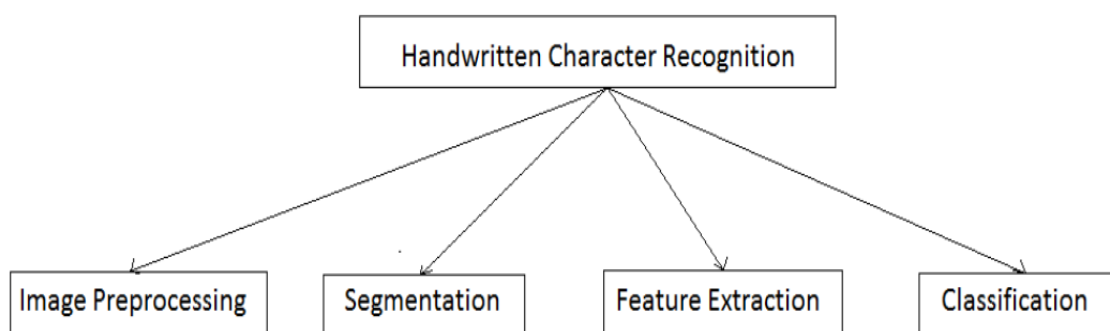 Handwritten Character Recognition
Image Preprocessing
Segmentation
Feature Extraction
Classification